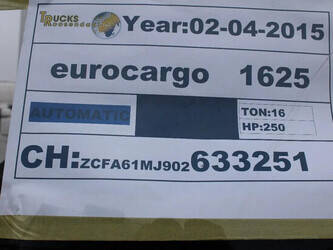 TRUCKS Year:02-04-2015
eurocargo 1625
AUTOMATIC
TON:16
HP:250
CH:ZCFA61MJ902633251